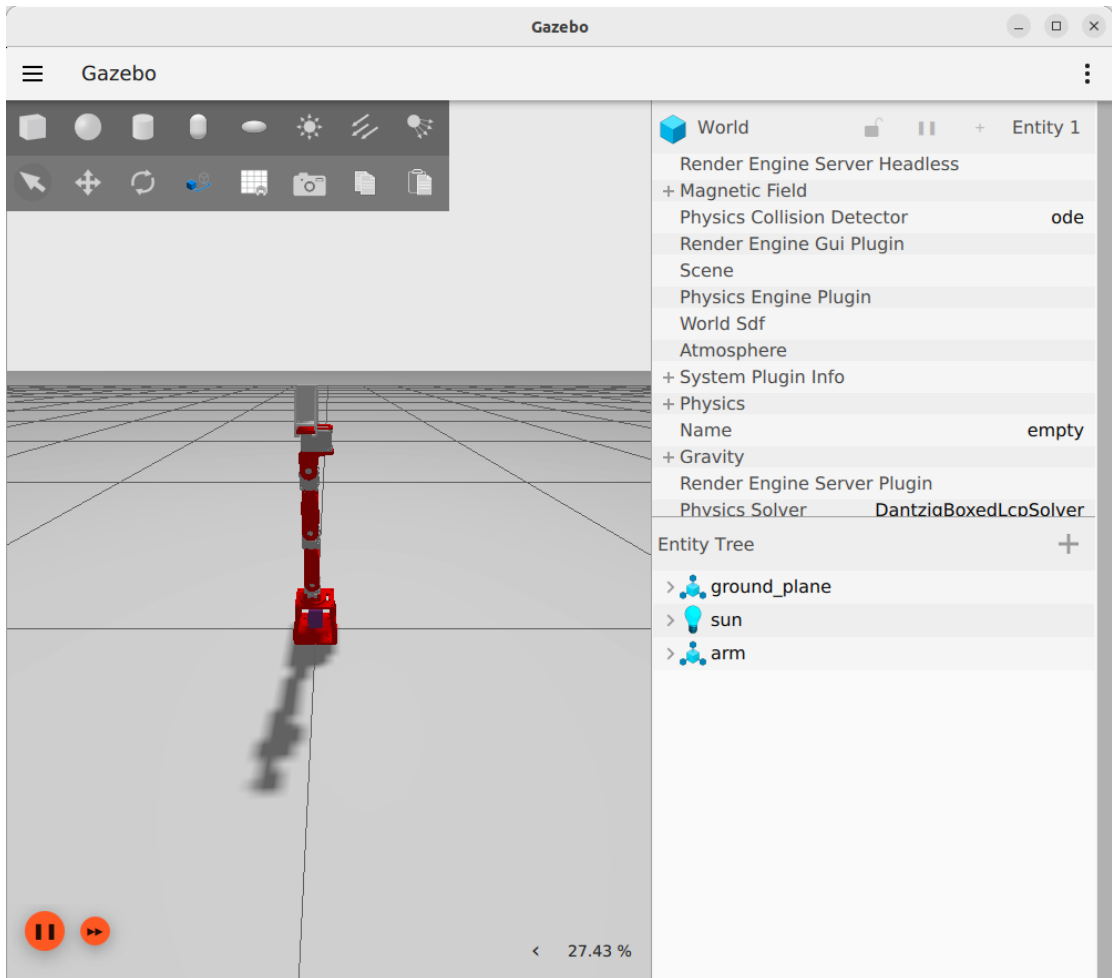 Gazebo
Gazebo
World Entity 1
Render Engine Server Headless
Magnetic Field
Physics Collision Detector ode
Render Engine Gui Plugin
Scene
Physics Engine Plugin
World Sdf
Atmosphere
System Plugin Info
Physics
Name empty
Gravity
Render Engine Server Plugin
Physics Solver DantzigBoxedLcpSolver
Entity Tree
ground_plane
sun
arm
27.43 %